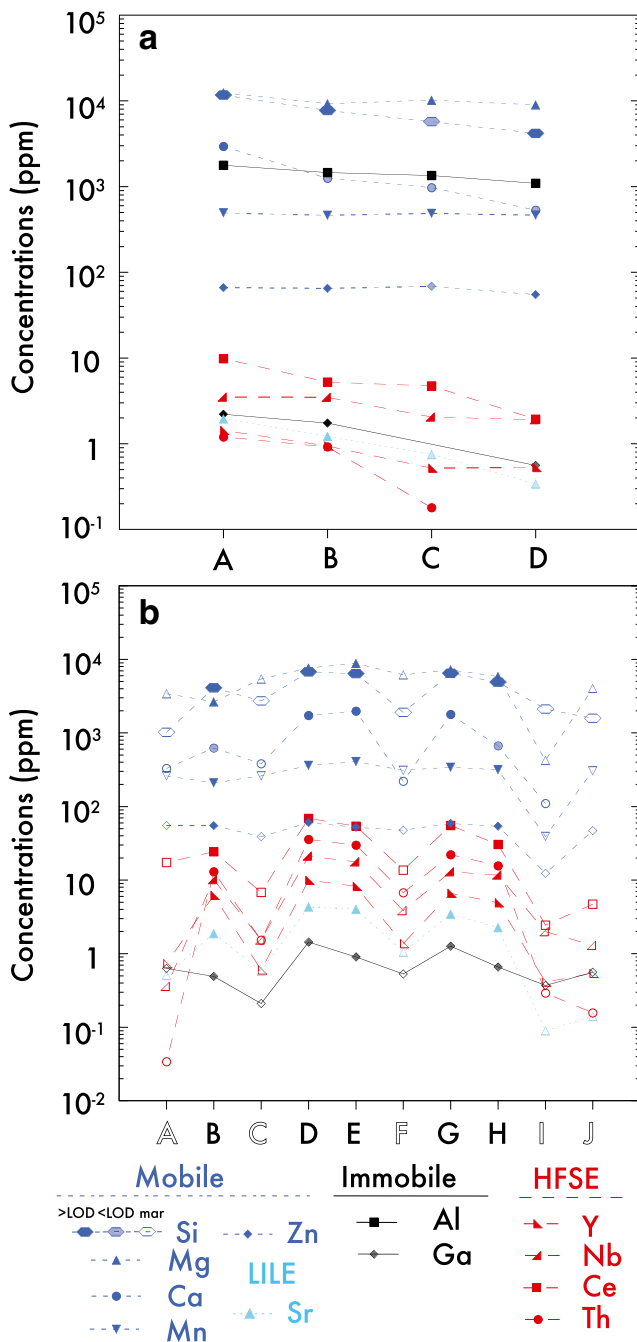 a
Concentrations (ppm)
10^5
10^4
10^3
10^2
10
1
10^-1
A B C D
b
Concentrations (ppm)
10^5
10^4
10^3
10^2
10
1
10^-1
10^-2
A B C D E F G H I J
Mobile Immobile HFSE
>LOD <LOD mar
Si Zn
Mg LILE
Ca Sr
Mn
Al
Ga
Y
Nb
Ce
Th